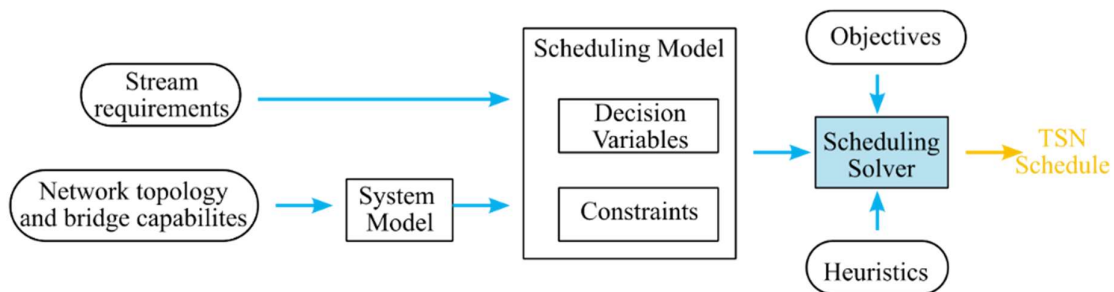 Stream
requirements
Network topology
and bridge capabilites
System
Model
Scheduling Model
Decision
Variables
Constraints
Objectives
Scheduling
Solver
Heuristics
TSN
Schedule